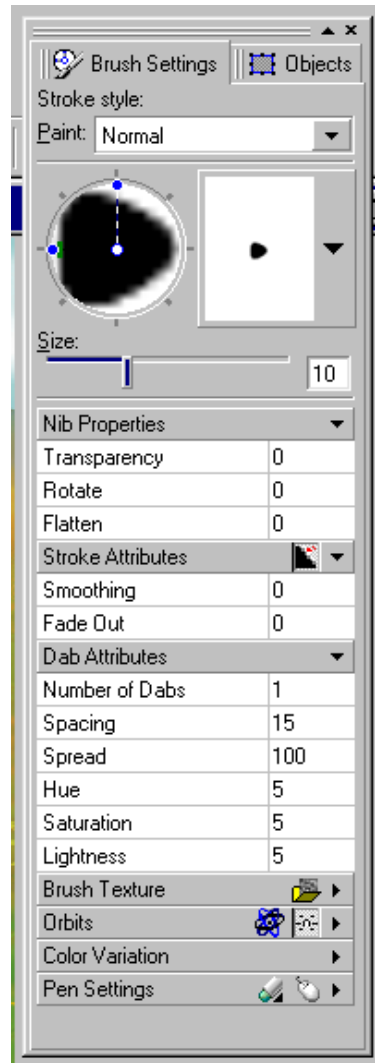 Brush Settings Objects
Stroke style:
Paint: Normal
Size:
10
Nib Properties
Transparency 0
Rotate 0
Flatten 0
Stroke Attributes
Smoothing 0
Fade Out 0
Dab Attributes
Number of Dabs 1
Spacing 15
Spread 100
Hue 5
Saturation 5
Lightness 5
Brush Texture
Orbits
Color Variation
Pen Settings